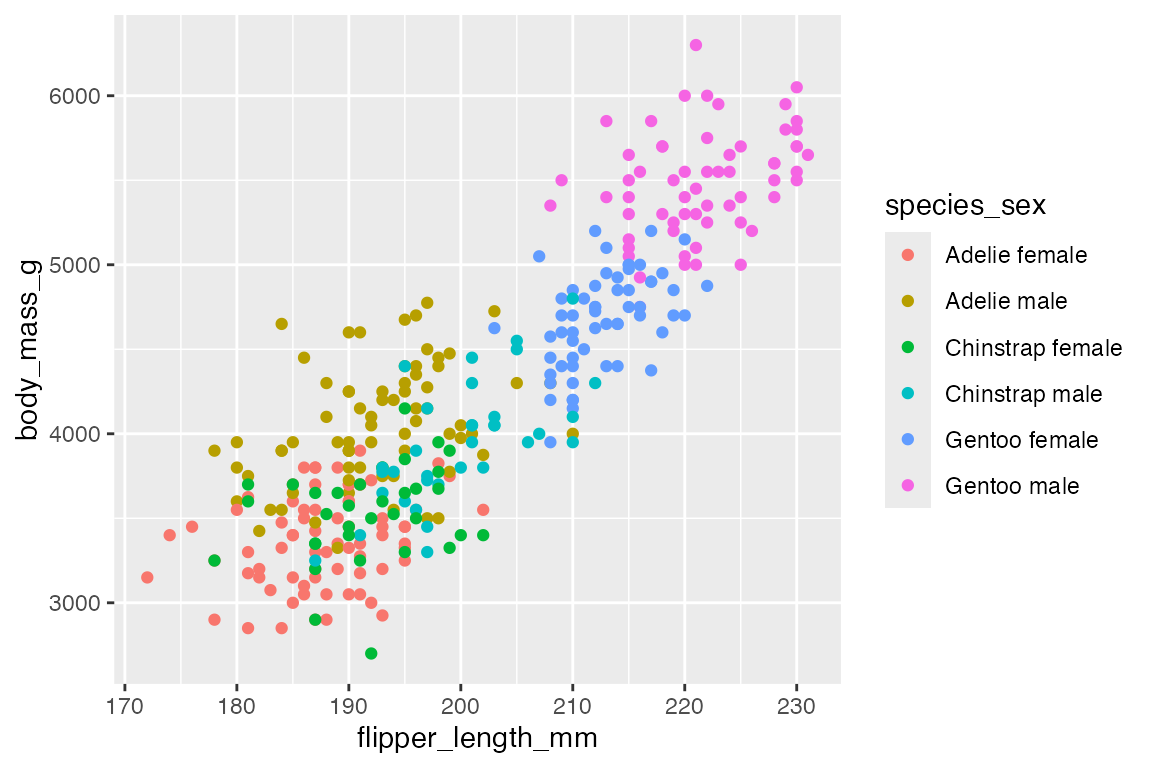 6000
5000
4000
3000
body_mass_g
170 180 190 200 210 220 230
flipper_length_mm
species_sex
Adelie female
Adelie male
Chinstrap female
Chinstrap male
Gentoo female
Gentoo male